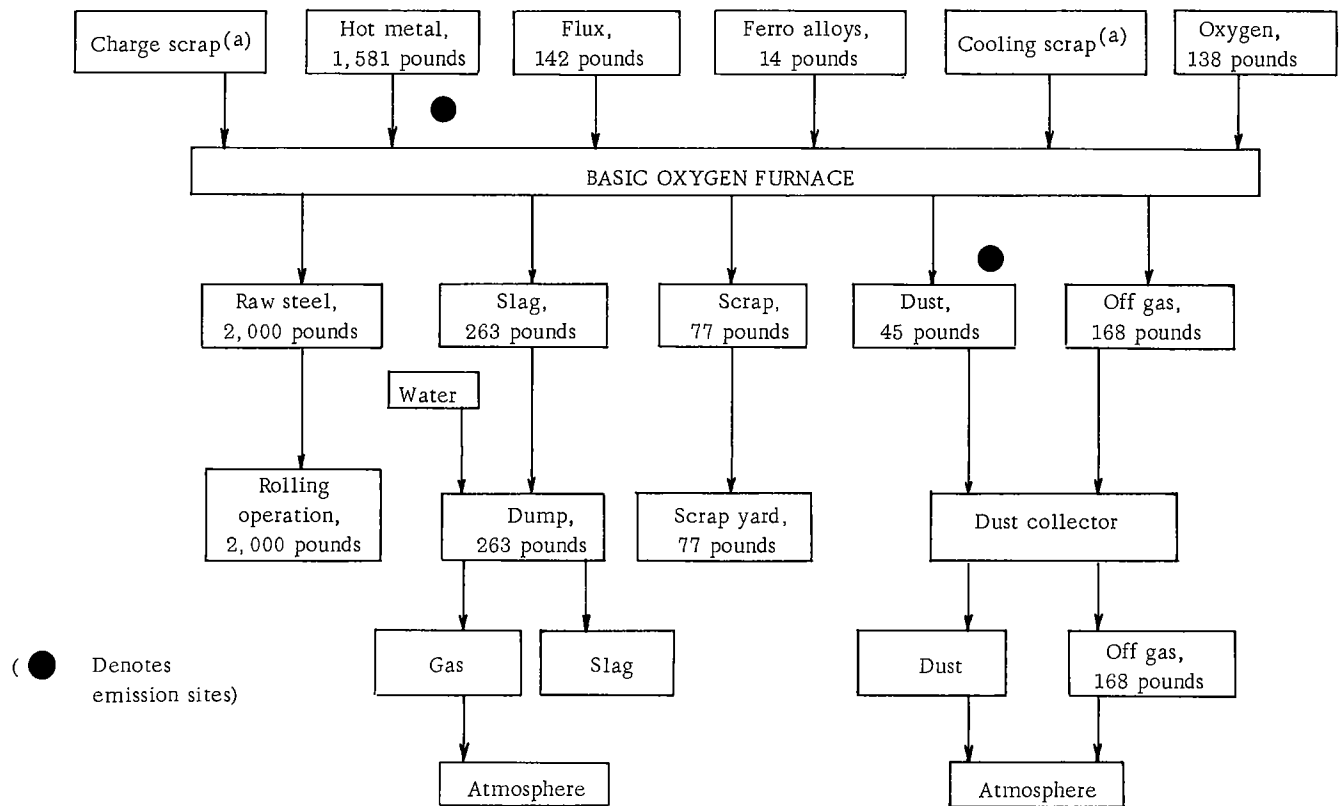 Charge scrap(a)
Hot metal,
1,581 pounds
Flux,
142 pounds
Ferro alloys,
14 pounds
Cooling scrap(a)
Oxygen,
138 pounds
BASIC OXYGEN FURNACE
Raw steel,
2,000 pounds
Slag,
263 pounds
Scrap,
77 pounds
Dust,
45 pounds
Off gas,
168 pounds
Water
Rolling
operation,
2,000 pounds
Dump,
263 pounds
Scrap yard,
77 pounds
Dust collector
Gas
Slag
Dust
Off gas,
168 pounds
( ● Denotes
emission sites)
Atmosphere
Atmosphere